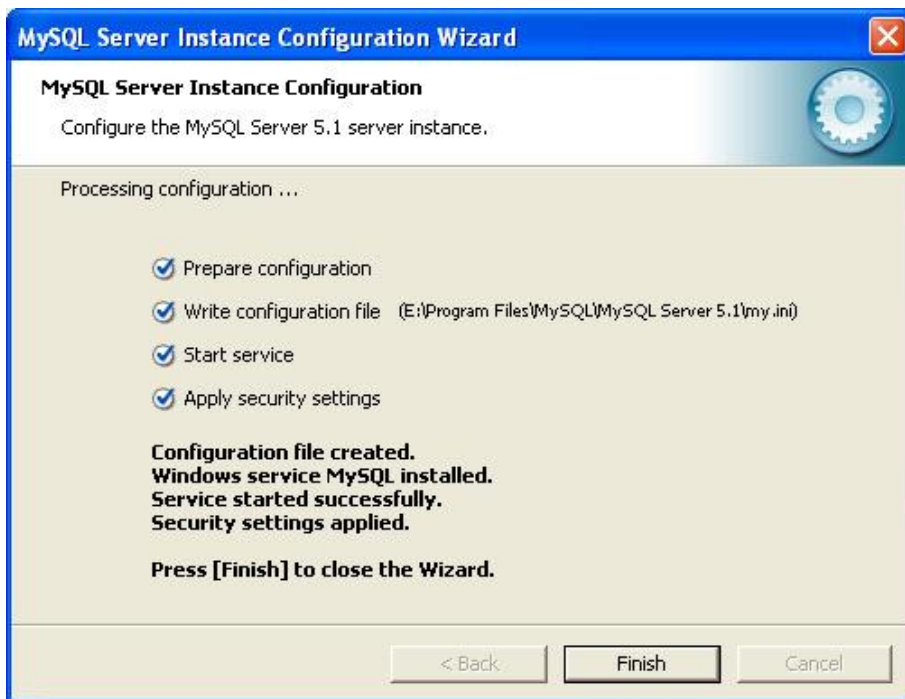 MySQL Server Instance Configuration Wizard
MySQL Server Instance Configuration
Configure the MySQL Server 5.1 server instance.
Processing configuration ...
Prepare configuration
Write configuration file (E:\Program Files\MySQL\MySQL Server 5.1\my.ini)
Start service
Apply security settings
Configuration file created.
Windows service MySQL installed.
Service started successfully.
Security settings applied.
Press [Finish] to close the Wizard.
< Back Finish Cancel